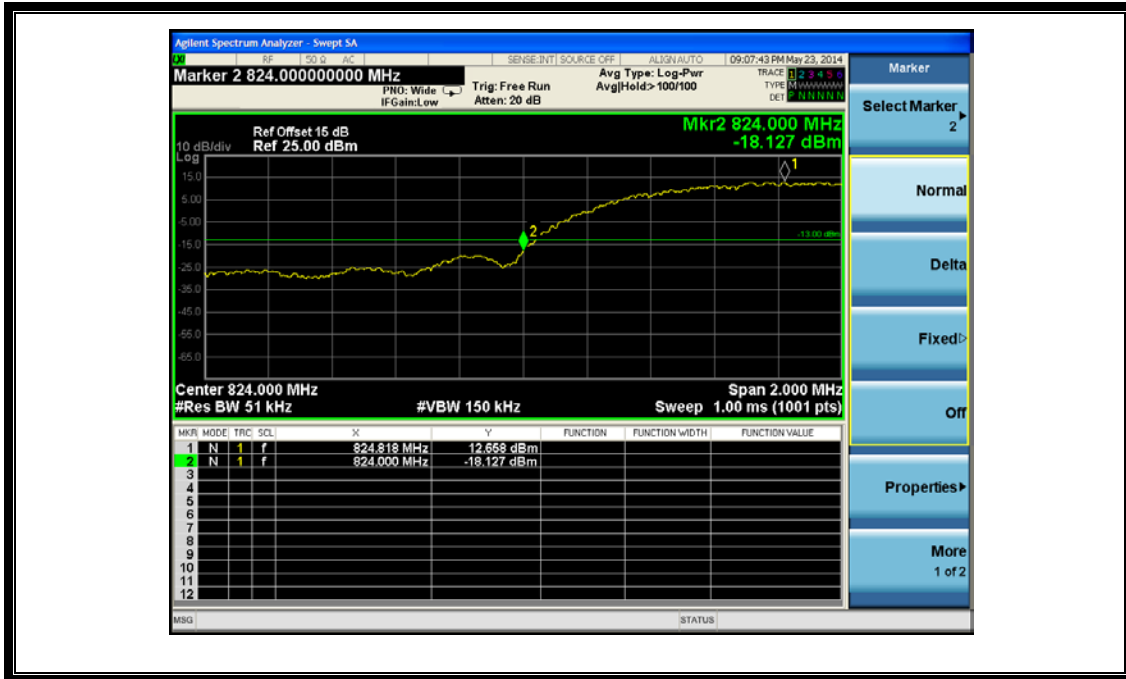 Agilent Spectrum Analyzer - Swept SA
RF 50 Ω AC SENSE:INT SOURCE OFF ALIGN AUTO 09:07:43 PM May 23, 2014
Marker 2 824.000000000 MHz
PNO: Wide Trig: Free Run Avg Type: Log-Pwr TRACE 1 2 3 4 5 6
IFGain:Low Atten: 20 dB Avg|Hold:> 100/100 TYPE M
DET P N N N N N
Mkr2 824.000 MHz
-18.127 dBm
Ref Offset 15 dB
10 dB/div Ref 25.00 dBm
Log
15.0
5.00
-5.00
-15.0
-25.0
-35.0
-45.0
-55.0
-65.0
1
2
-13.00 dBm
Center 824.000 MHz Span 2.000 MHz
#Res BW 51 kHz #VBW 150 kHz Sweep 1.00 ms (1001 pts)
MKR MODE TRC SCL X Y FUNCTION FUNCTION WIDTH FUNCTION VALUE
1 N 1 f 824.818 MHz 12.658 dBm
2 N 1 f 824.000 MHz -18.127 dBm
3
4
5
6
7
8
9
10
11
12
MSG STATUS
Marker
Select Marker
2
Normal
Delta
Fixed
Off
Properties
More
1 of 2